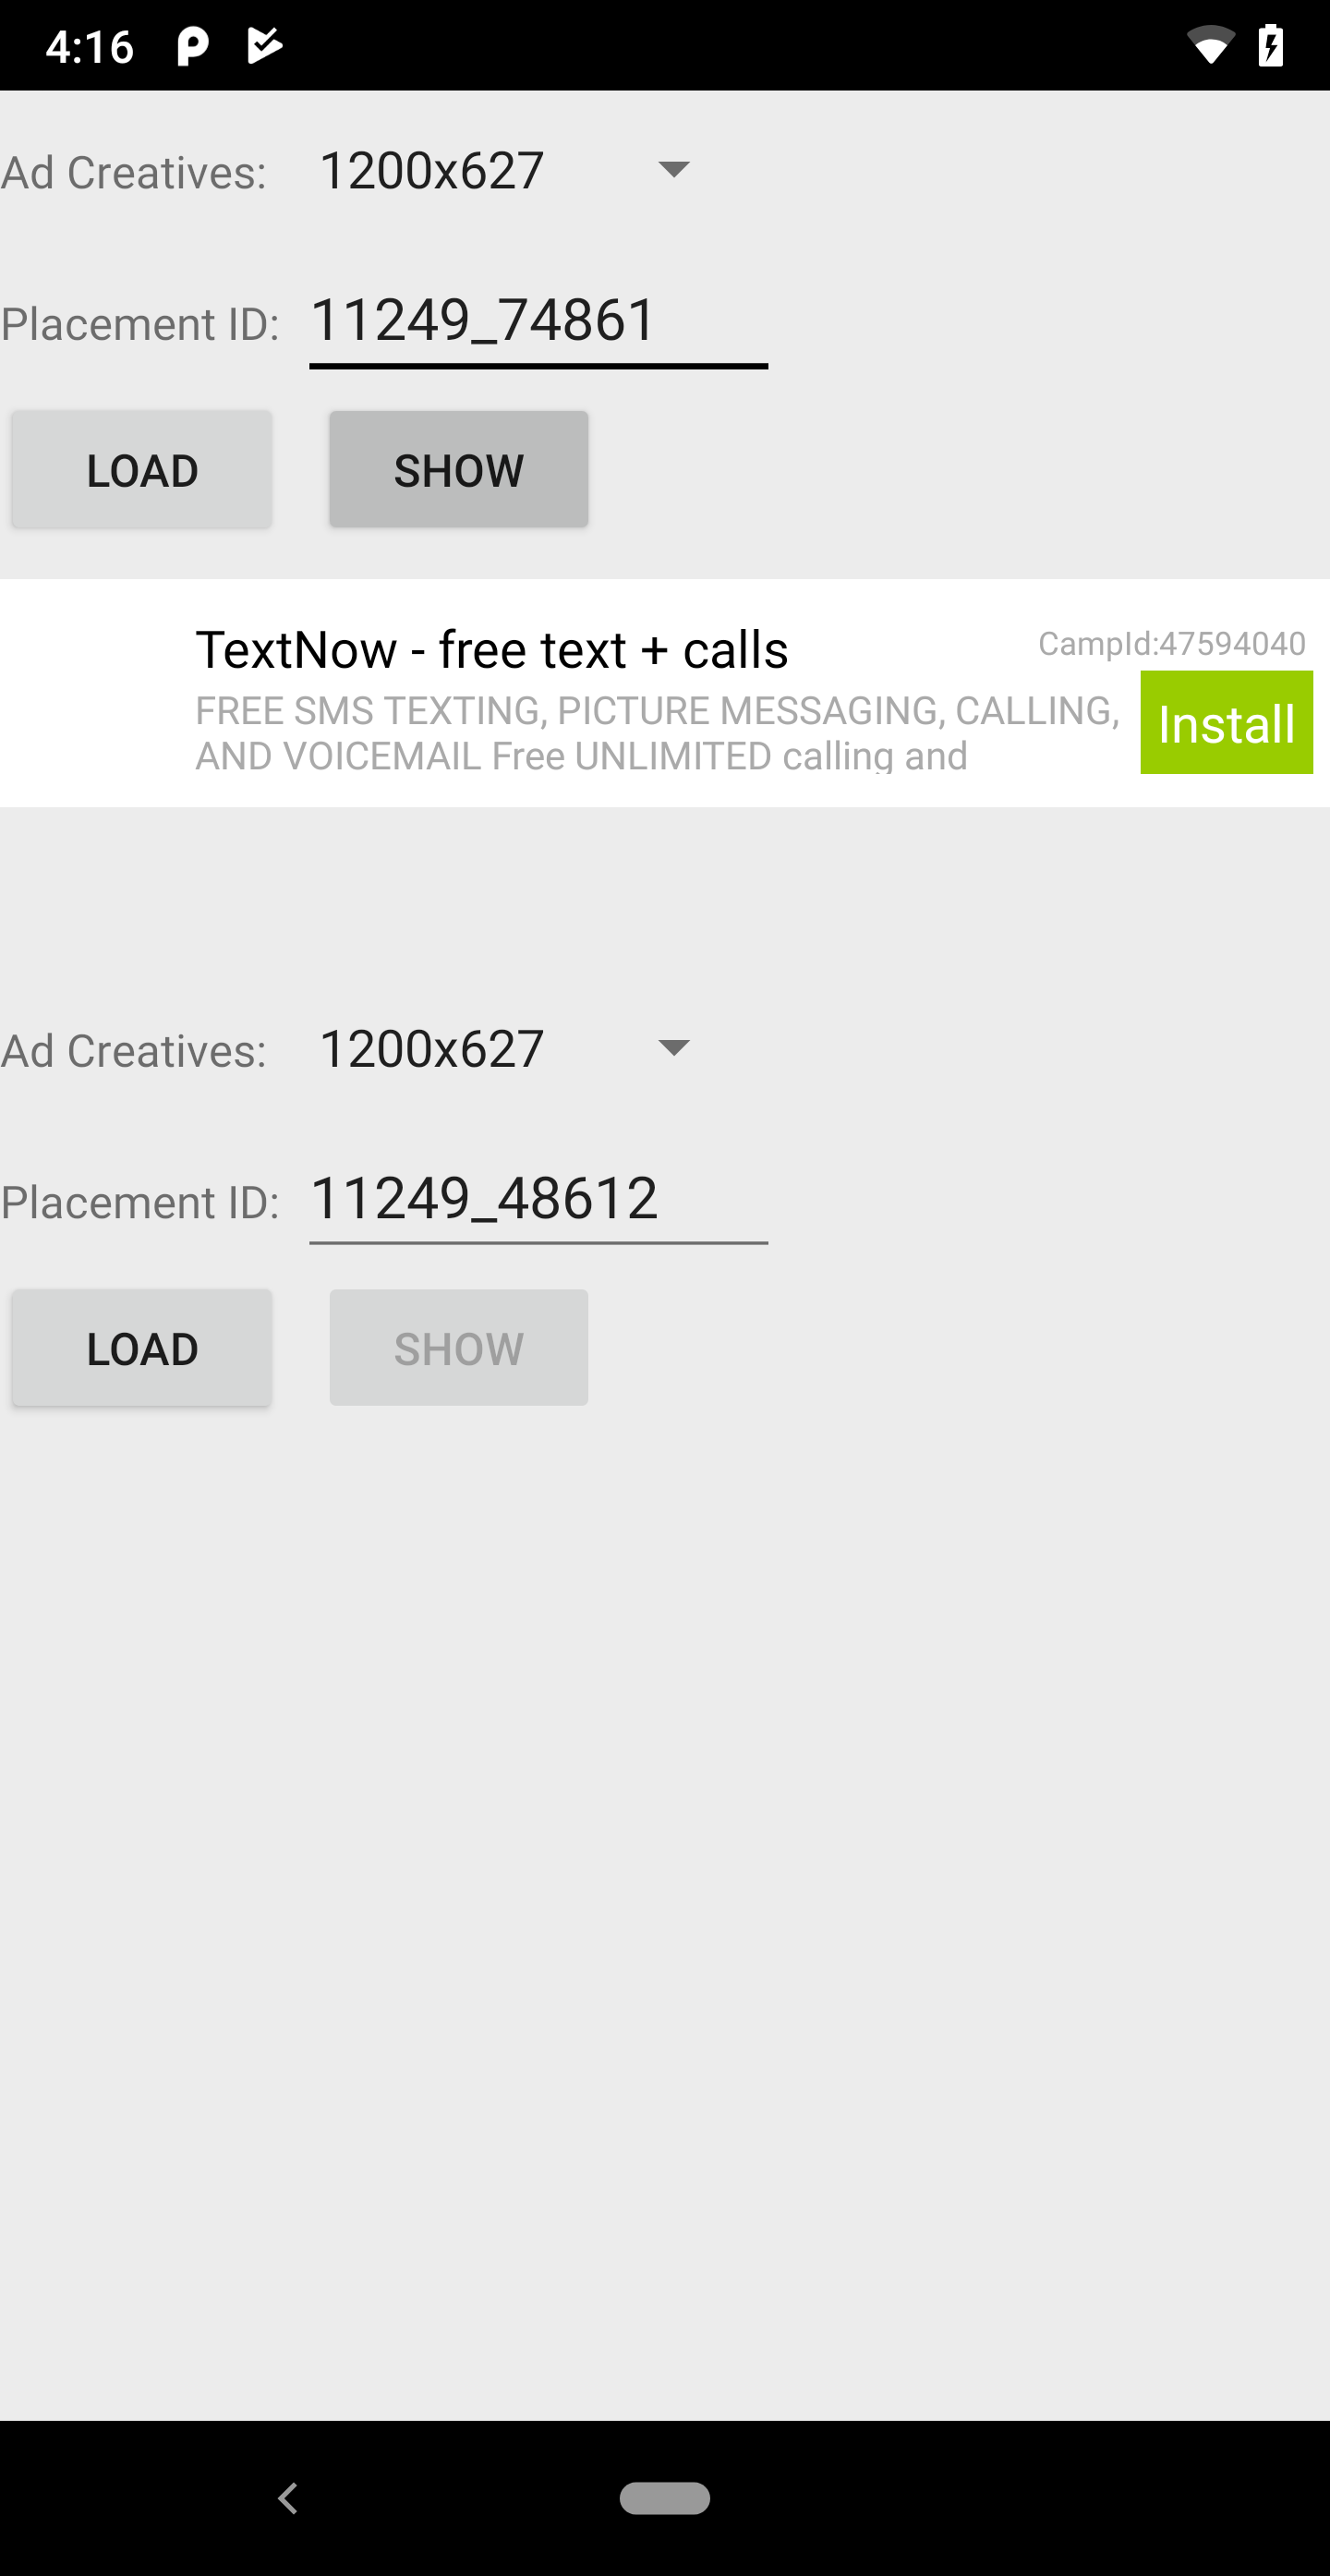 4:16
Ad Creatives: 1200x627
Placement ID: 11249_74861
LOAD SHOW
TextNow - free text + calls
CampId:47594040
FREE SMS TEXTING, PICTURE MESSAGING, CALLING,
AND VOICEMAIL Free UNLIMITED calling and
Install
Ad Creatives: 1200x627
Placement ID: 11249_48612
LOAD SHOW